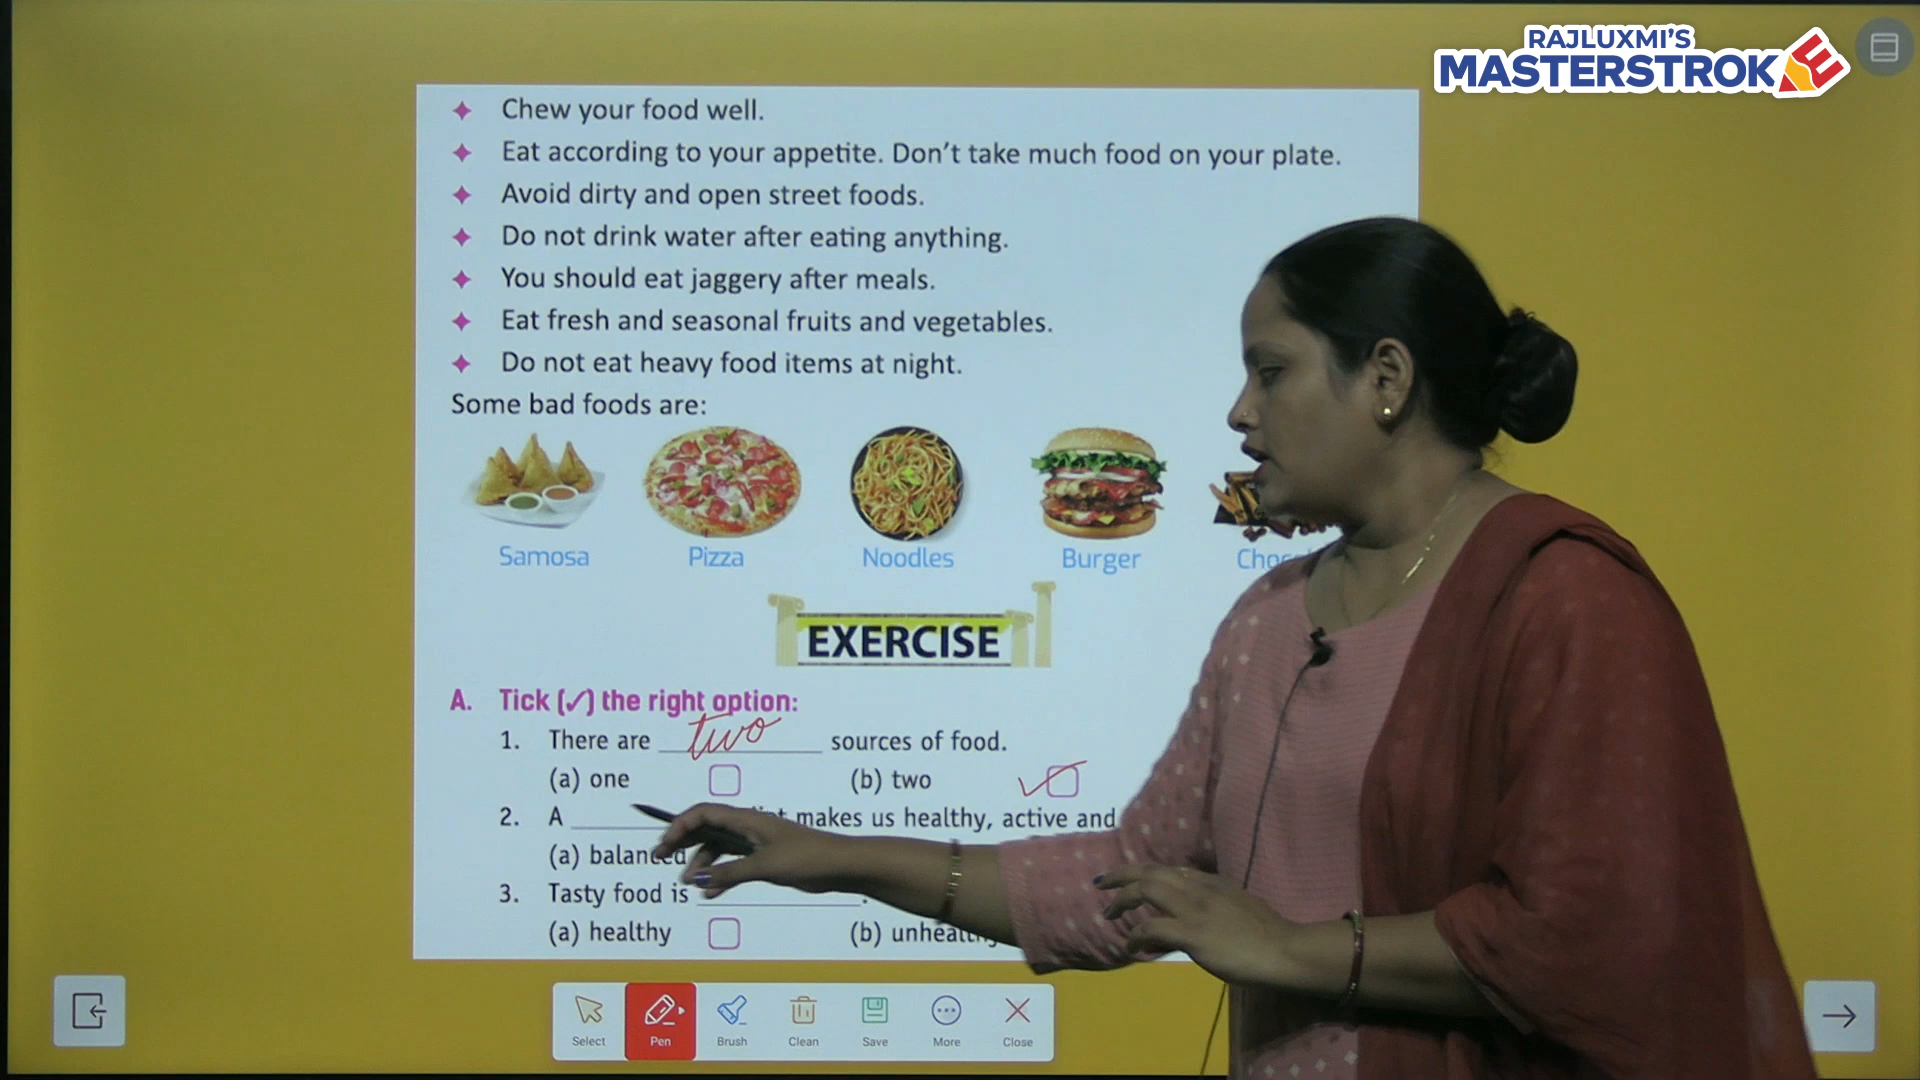 RAJLUXMI'S
MASTERSTROKE
Chew your food well.
Eat according to your appetite. Don't take much food on your plate.
Avoid dirty and open street foods.
Do not drink water after eating anything.
You should eat jaggery after meals.
Eat fresh and seasonal fruits and vegetables.
Do not eat heavy food items at night.
Some bad foods are:
Samosa Pizza Noodles Burger
EXERCISE
A. Tick (✓) the right option:
1. There are two sources of food.
(a) one (b) two
2. A makes us healthy, active and
(a) balanced
3. Tasty food is ________.
(a) healthy (b) unhealthy
Select Pen Brush Clean Save More Close